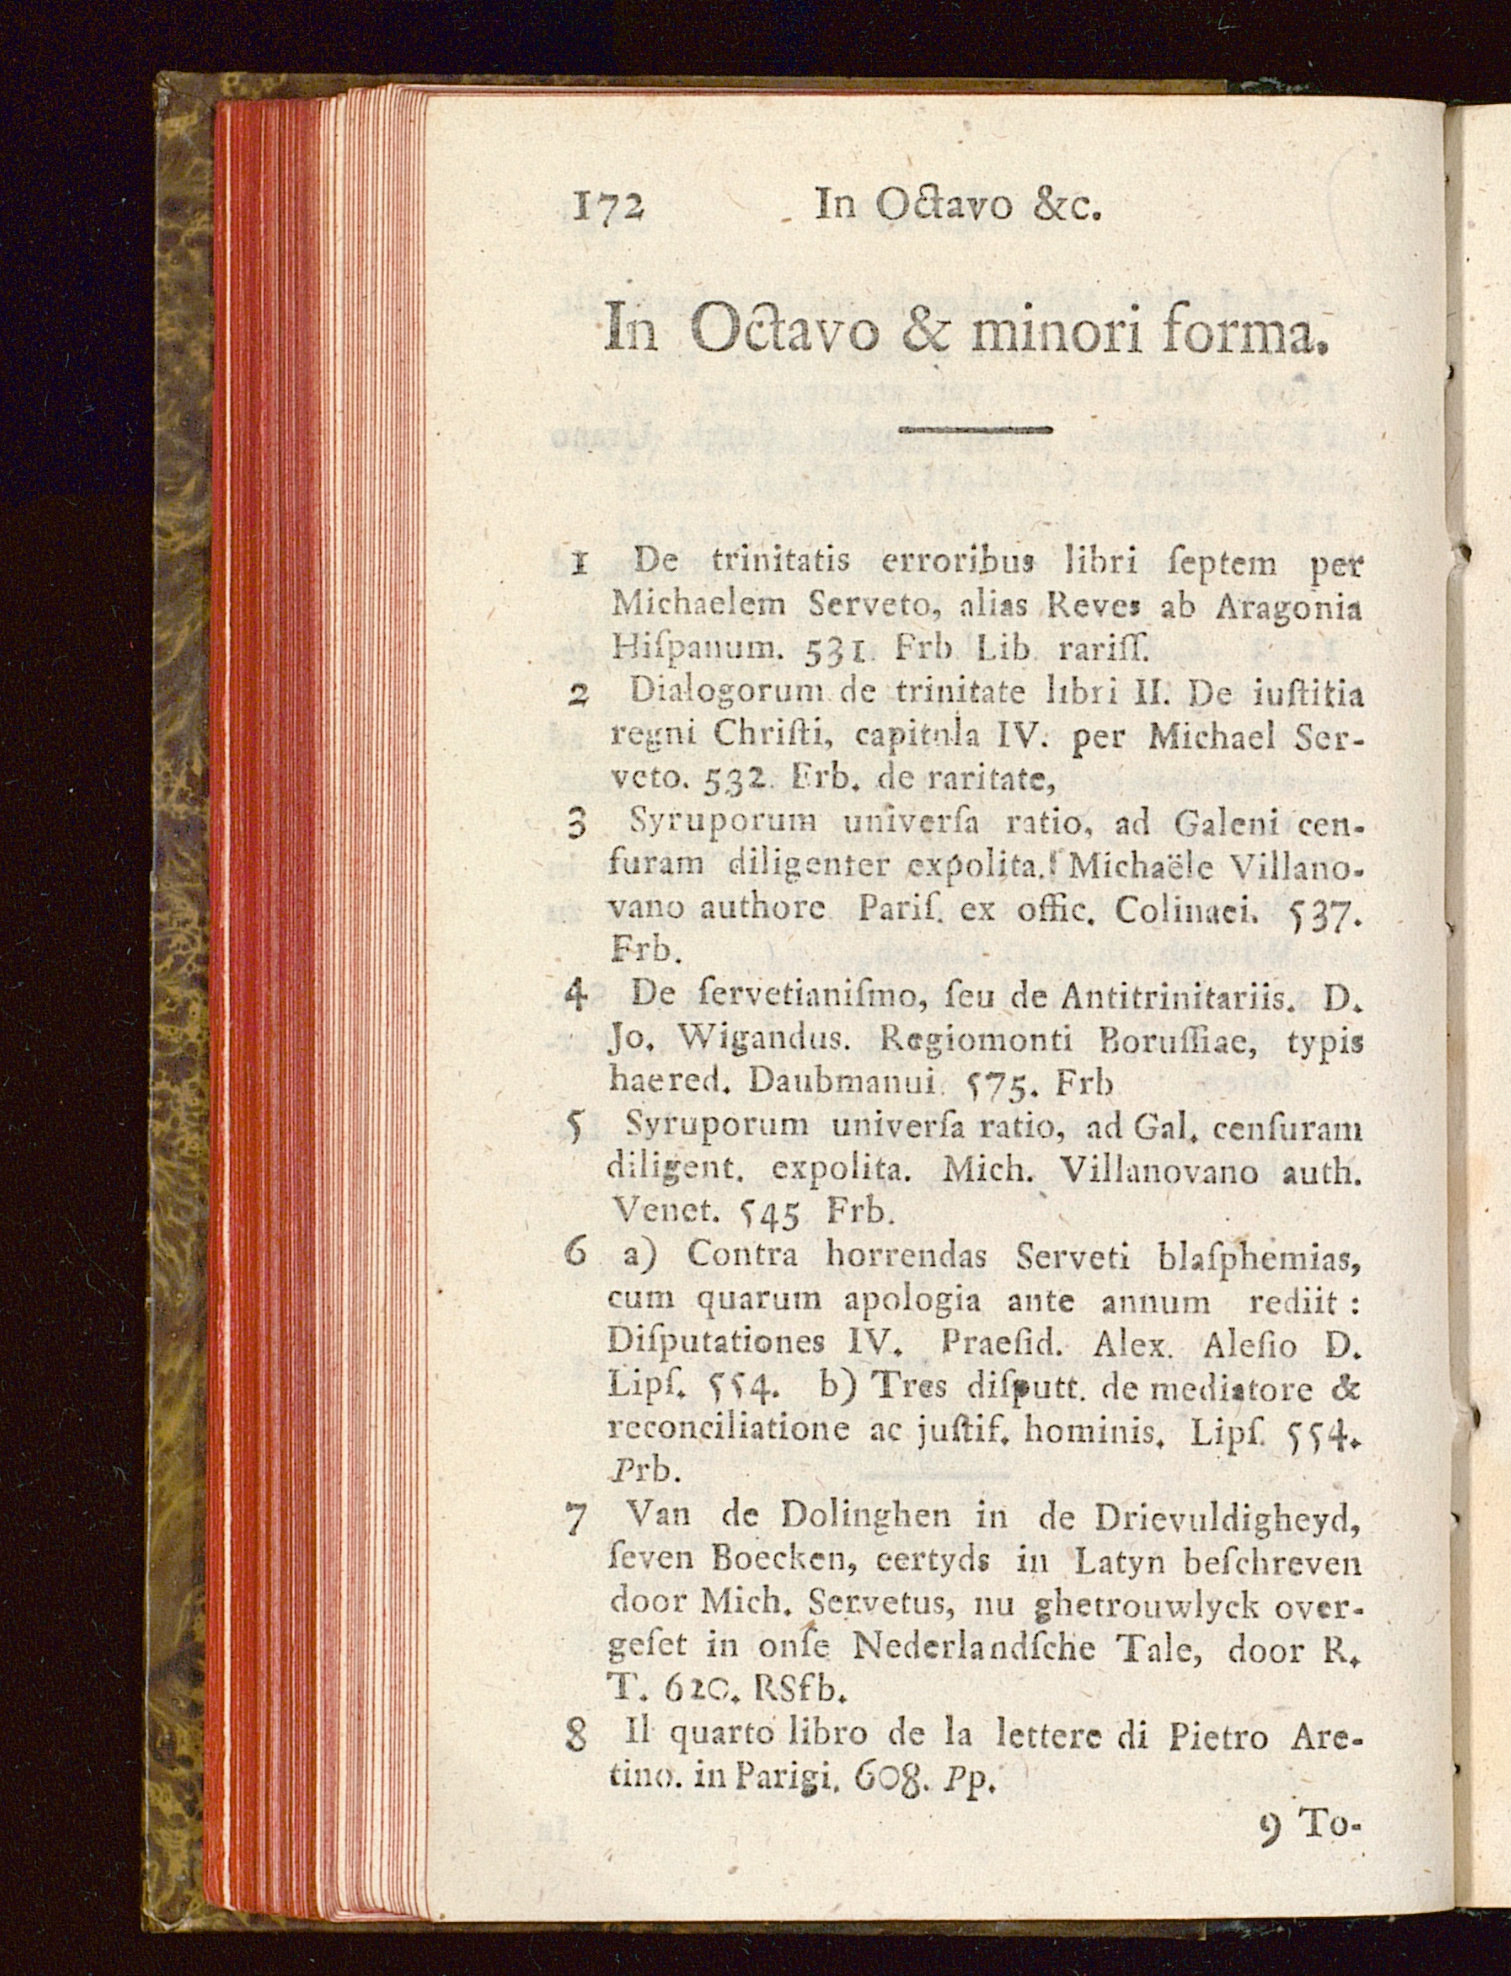 172 In Octavo &c.
In Octavo & minori forma.
1 De trinitatis erroribus libri ſeptem per
Michaelem Serveto, alias Reves ab Aragonia
Hiſpanum. 531. Frb Lib. rariſſ.
2 Dialogorum de trinitate libri II. De iuſtitia
regni Chriſti, capitula IV. per Michael Ser-
veto. 532. Frb. de raritate,
3 Syruporum univerſa ratio, ad Galeni cen-
ſuram diligenter expolita. Michaële Villano-
vano authore Pariſ. ex offic. Colinaei. 537.
Frb.
4 De ſervetianiſmo, ſeu de Antitrinitariis. D.
Jo. Wigandus. Regiomonti Boruſſiae, typis
haered. Daubmanui. 575. Frb
5 Syruporum univerſa ratio, ad Gal. cenſuram
diligent. expolita. Mich. Villanovano auth.
Venet. 545 Frb.
6 a) Contra horrendas Serveti blaſphemias,
cum quarum apologia ante annum rediit :
Diſputationes IV. Praeſid. Alex. Aleſio D.
Lipſ. 554. b) Tres diſputt. de mediatore &
reconciliatione ac juſtif. hominis. Lipſ. 554.
Prb.
7 Van de Dolinghen in de Drievuldigheyd,
ſeven Boecken, eertyds in Latyn beſchreven
door Mich. Servetus, nu ghetrouwlyck over-
geſet in onſe Nederlandſche Tale, door R.
T. 620. RSfb.
8 Il quarto libro de la lettere di Pietro Are-
tino. in Parigi. 608. Pp.
9 To-